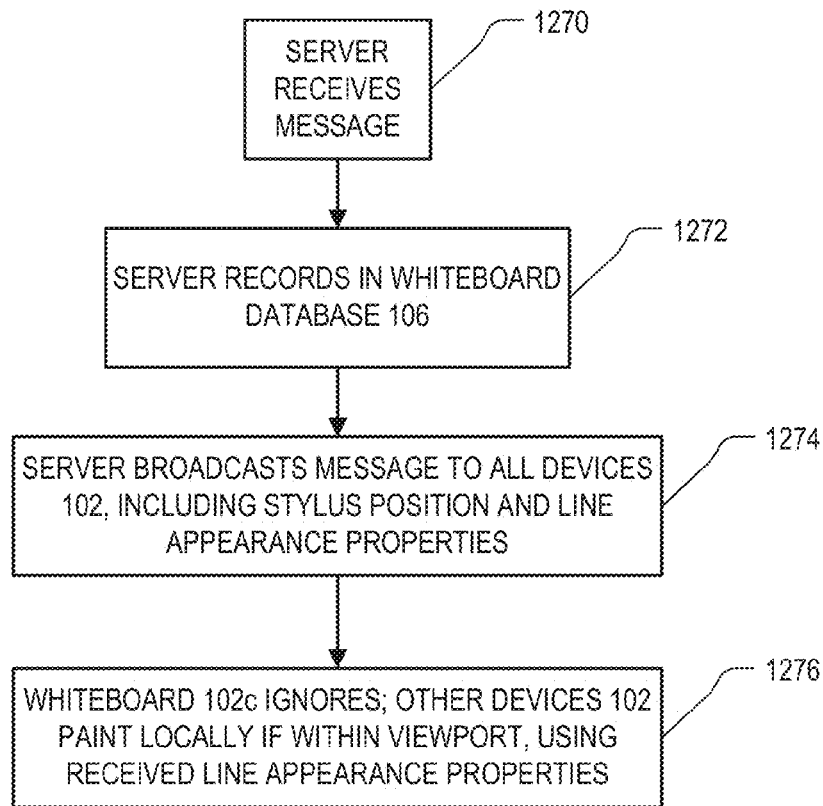 1270
SERVER
RECEIVES
MESSAGE
1272
SERVER RECORDS IN WHITEBOARD
DATABASE 106
1274
SERVER BROADCASTS MESSAGE TO ALL DEVICES
102, INCLUDING STYLUS POSITION AND LINE
APPEARANCE PROPERTIES
1276
WHITEBOARD 102c IGNORES; OTHER DEVICES 102
PAINT LOCALLY IF WITHIN VIEWPORT, USING
RECEIVED LINE APPEARANCE PROPERTIES